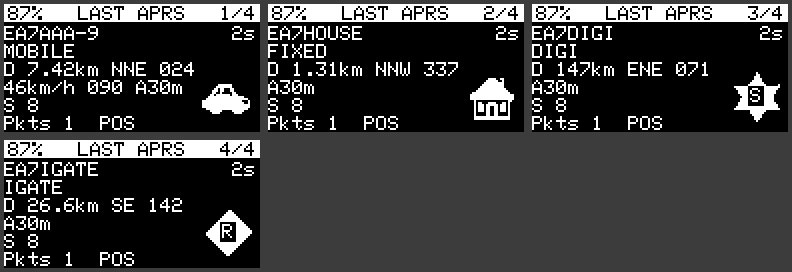 87% LAST APRS 1/4
EA7AAA-9 2s
MOBILE
D 7.42km NNE 024
46km/h 090 A30m
S 8
Pkts 1 POS
87% LAST APRS 2/4
EA7HOUSE 2s
FIXED
D 1.31km NNW 337
A30m
S 8
Pkts 1 POS
87% LAST APRS 3/4
EA7DIGI 2s
DIGI
D 147km ENE 071
A30m
S
S 8
Pkts 1 POS
87% LAST APRS 4/4
EA7IGATE 2s
IGATE
D 26.6km SE 142
A30m
R
S 8
Pkts 1 POS